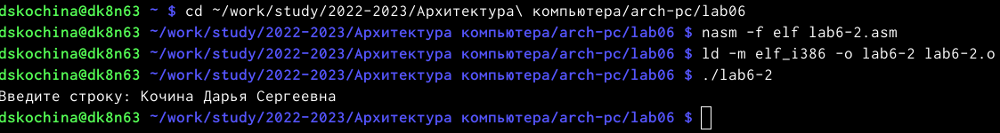 dskochina@dk8n63 ~ $ cd ~/work/study/2022-2023/Архитектура\ компьютера/arch-pc/lab06
dskochina@dk8n63 ~/work/study/2022-2023/Архитектура компьютера/arch-pc/lab06 $ nasm -f elf lab6-2.asm
dskochina@dk8n63 ~/work/study/2022-2023/Архитектура компьютера/arch-pc/lab06 $ ld -m elf_i386 -o lab6-2 lab6-2.o
dskochina@dk8n63 ~/work/study/2022-2023/Архитектура компьютера/arch-pc/lab06 $ ./lab6-2
Введите строку: Кочина Дарья Сергеевна
dskochina@dk8n63 ~/work/study/2022-2023/Архитектура компьютера/arch-pc/lab06 $